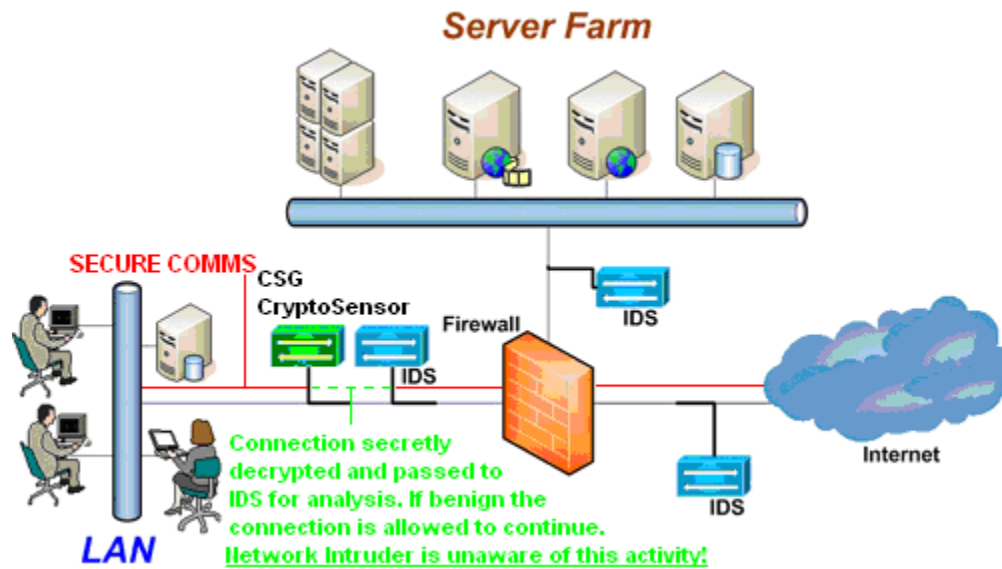 Server Farm
SECURE COMMS
CSG
CryptoSensor
IDS
Firewall
IDS
Internet
IDS
Connection secretly
decrypted and passed to
IDS for analysis. If benign the
connection is allowed to continue.
Network Intruder is unaware of this activity!
LAN